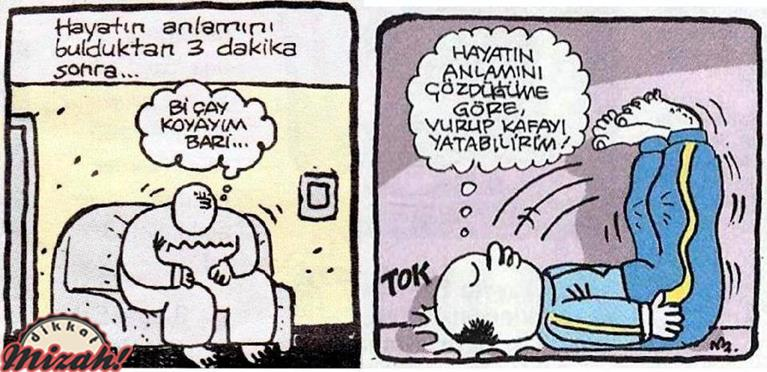 Hayatın anlamını
bulduktan 3 dakika
sonra...
Bİ ÇAY
KOYAYIM
BARİ...
HAYATIN
ANLAMINI
ÇÖZDÜĞÜME
GÖRE,
VURUP KAFAYI
YATABİLİRİM!
TOK
dikkat
Mizah!